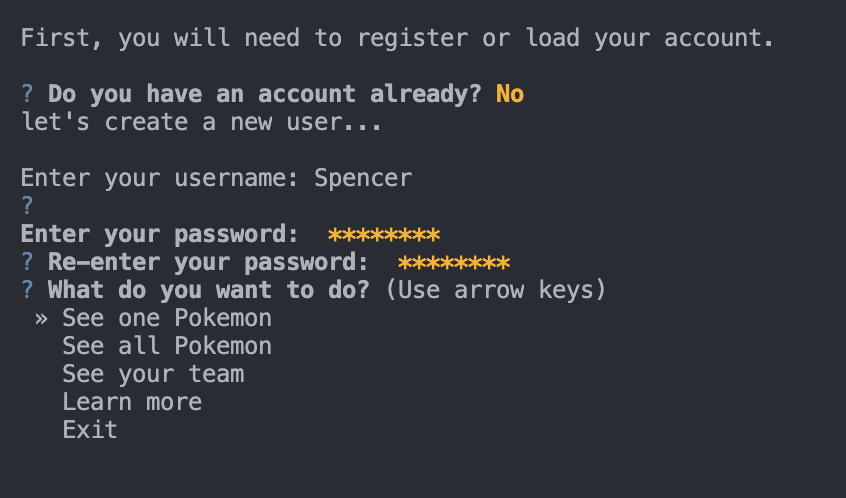 First, you will need to register or load your account.
? Do you have an account already? No
let's create a new user...
Enter your username: Spencer
?
Enter your password:  ********
? Re-enter your password:  ********
? What do you want to do? (Use arrow keys)
» See one Pokemon
See all Pokemon
See your team
Learn more
Exit